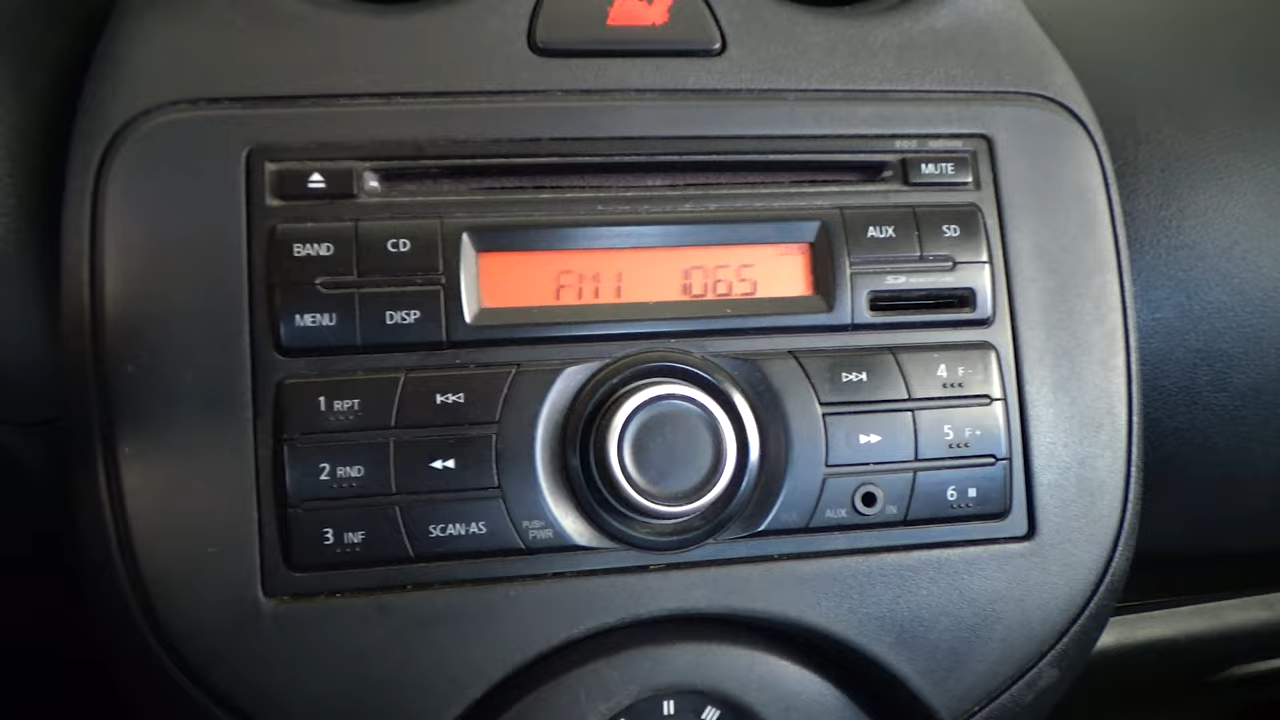 MUTE
BAND CD
AUX SD
106.5
MENU DISP
1 RPT
4 F-
2 RND
5 F+
3 INF SCAN·AS
PUSH
PWR
AUX IN
6